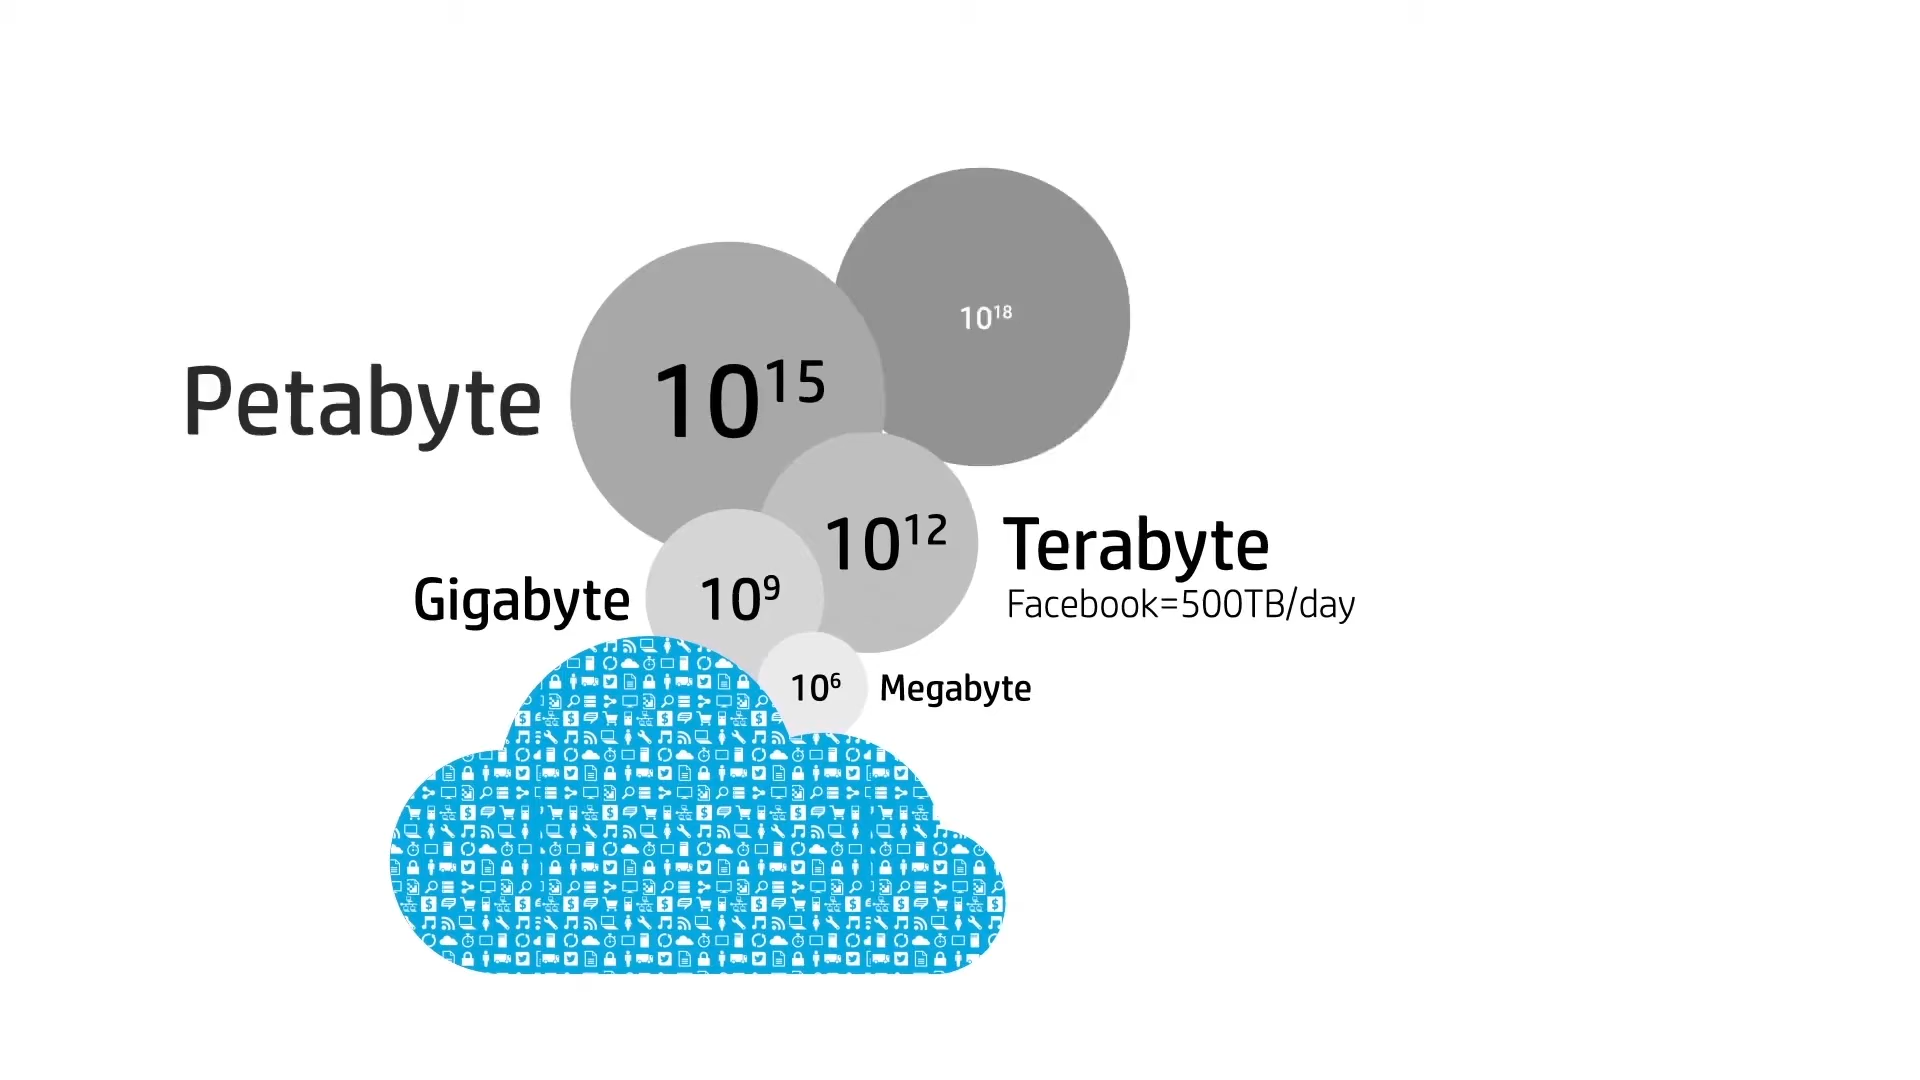 10¹⁸
Petabyte 10¹⁵
10¹² Terabyte
Facebook=500TB/day
Gigabyte 10⁹
10⁶ Megabyte